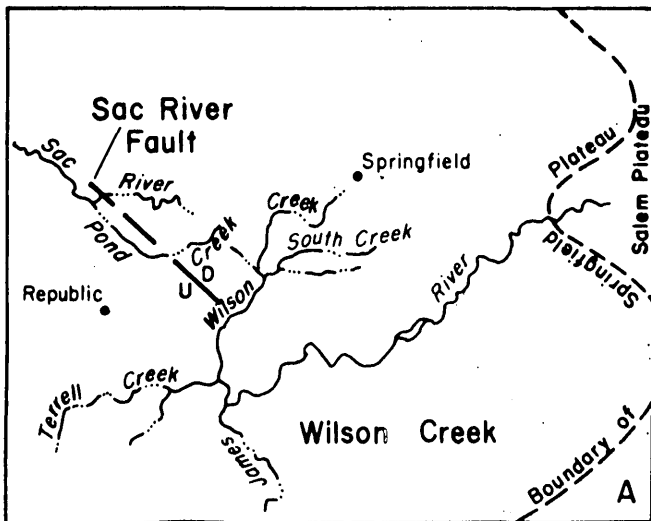 Sac River
Fault
Sac
River
Pond
Creek
Springfield
Creek
South Creek
Plateau
Salem Plateau
Springfield
River
D
U
Wilson
Republic
Terrell
Creek
James
Wilson Creek
Boundary of
A